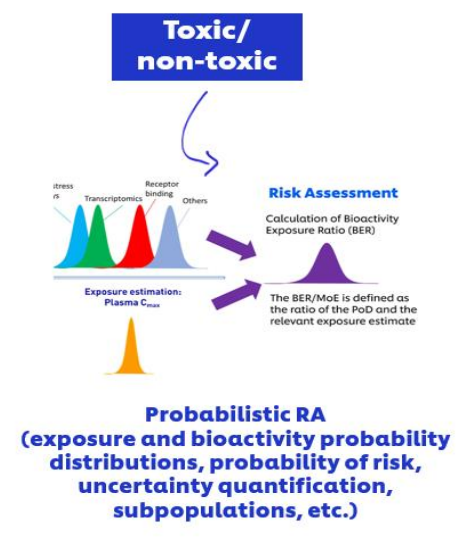 Toxic/
non-toxic
Transcriptomics
Receptor
binding
Others
Exposure estimation:
Plasma Cmax
Risk Assessment
Calculation of Bioactivity
Exposure Ratio (BER)
The BER/MoE is defined as
the ratio of the PoD and the
relevant exposure estimate
Probabilistic RA
(exposure and bioactivity probability
distributions, probability of risk,
uncertainty quantification,
subpopulations, etc.)